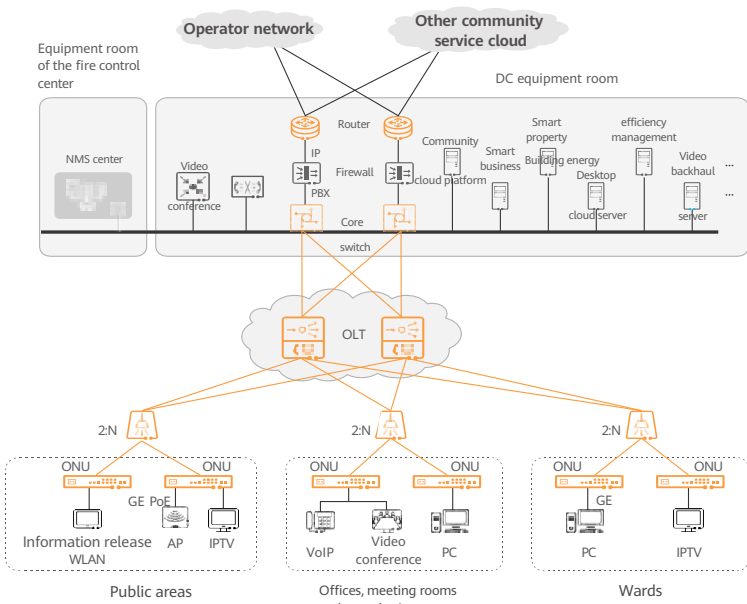 Operator network
Other community
service cloud
Equipment room
of the fire control
center
DC equipment room
NMS center
Video
conference
Router
IP
Firewall
PBX
Core
switch
Community
cloud platform
Smart
business
Smart
property
Building energy
efficiency
management
Desktop
cloud server
Video
backhaul
server
...
...
OLT
2:N
2:N
2:N
ONU
ONU
ONU
ONU
ONU
ONU
GE
PoE
GE
Information release
WLAN
AP
IPTV
VoIP
Video
conference
PC
PC
IPTV
Public areas
Offices, meeting rooms
Wards